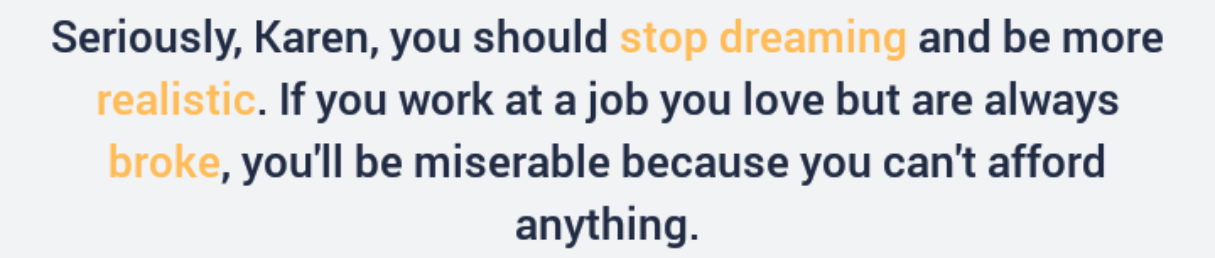 Seriously, Karen, you should stop dreaming and be more
realistic. If you work at a job you love but are always
broke, you'll be miserable because you can't afford
anything.